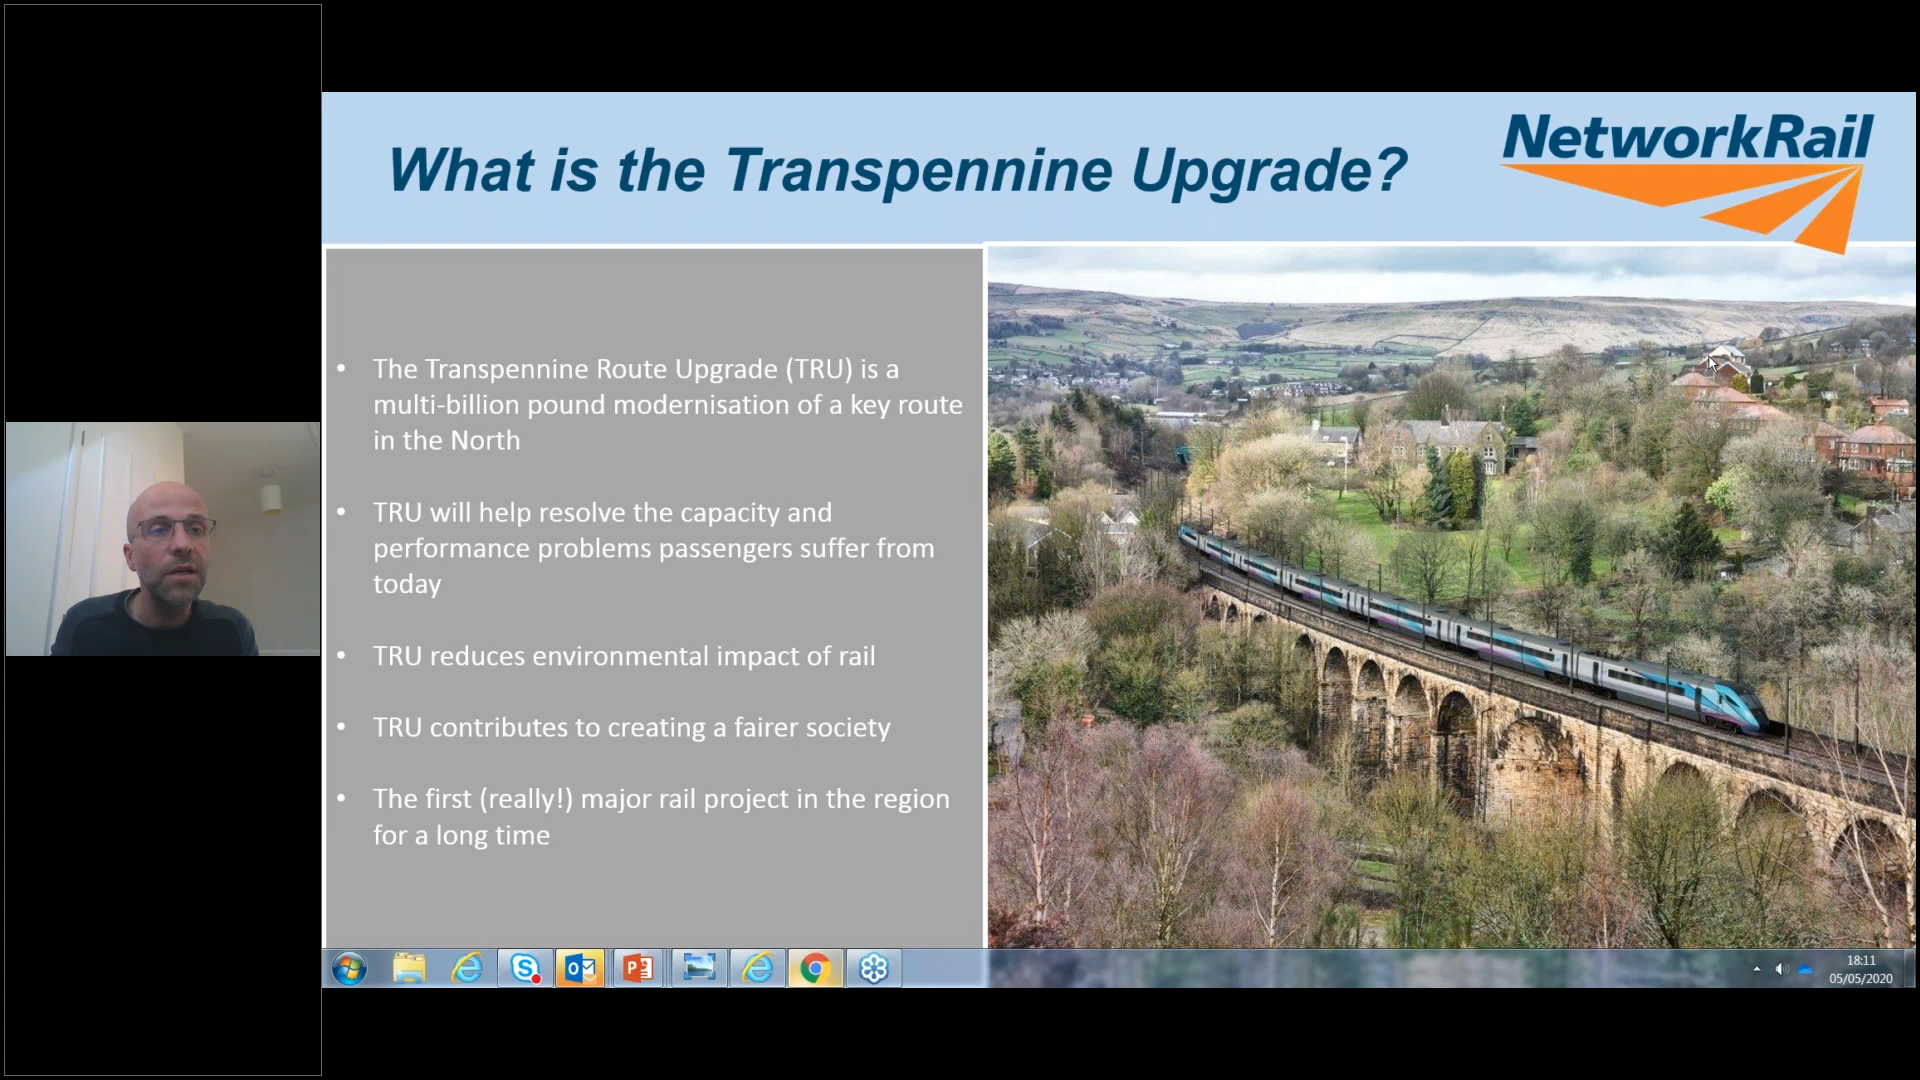 What is the Transpennine Upgrade?
NetworkRail
• The Transpennine Route Upgrade (TRU) is a
multi-billion pound modernisation of a key route
in the North
• TRU will help resolve the capacity and
performance problems passengers suffer from
today
• TRU reduces environmental impact of rail
• TRU contributes to creating a fairer society
• The first (really!) major rail project in the region
for a long time
18:11
05/05/2020